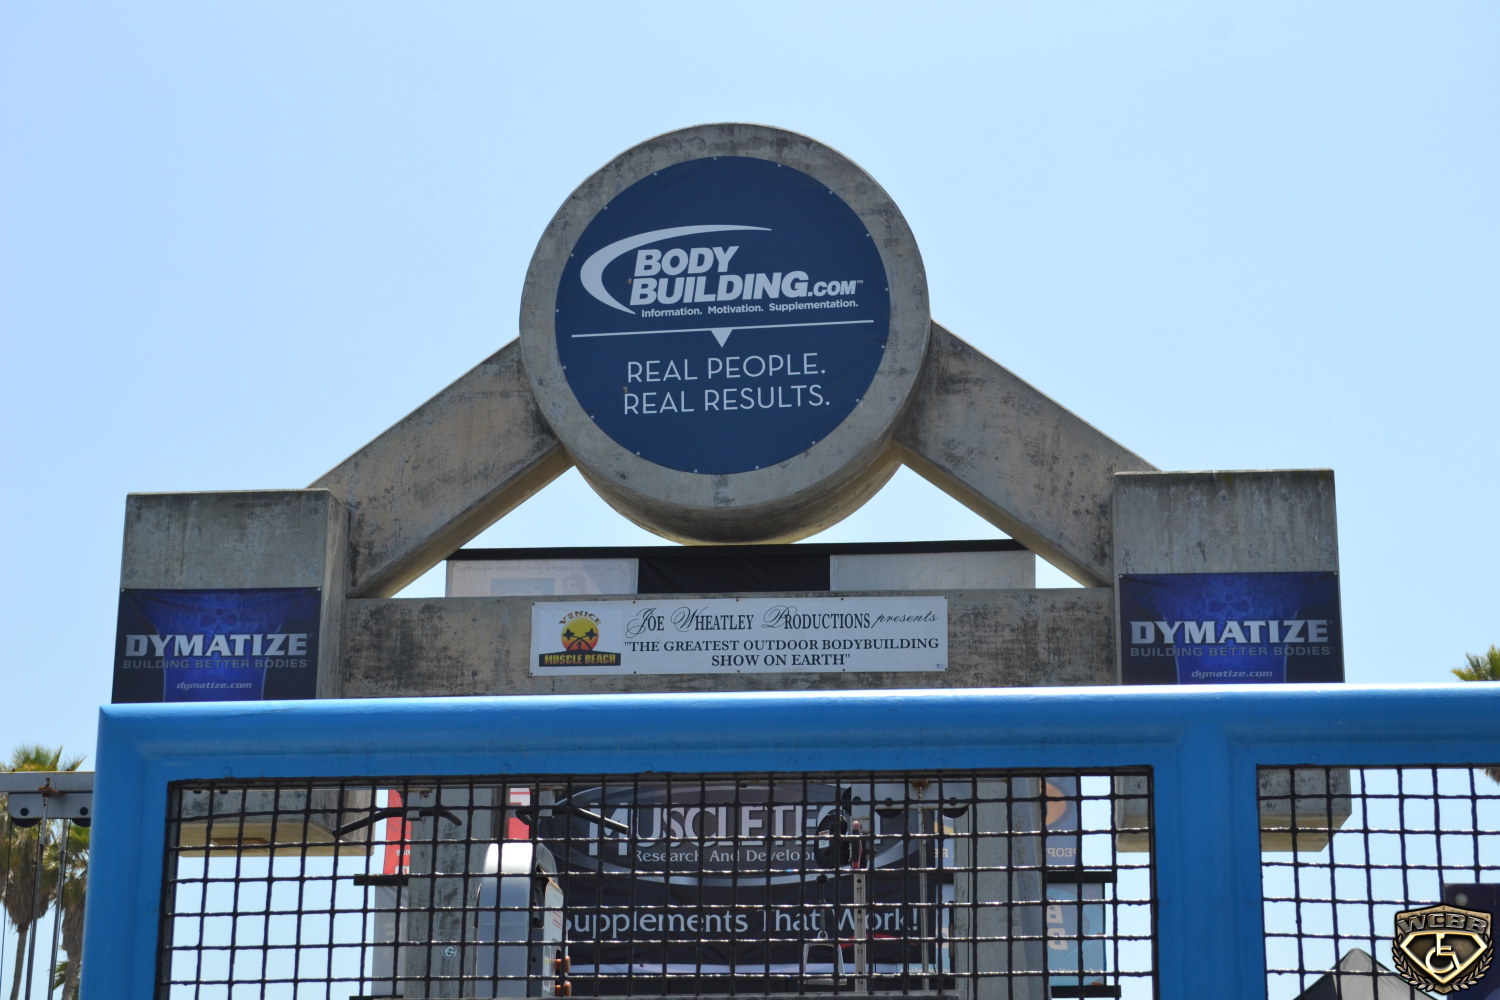 BODY
BUILDING.COM™
Information. Motivation. Supplementation.
REAL PEOPLE.
REAL RESULTS.
VENICE
MUSCLE BEACH
JOE WHEATLEY PRODUCTIONS presents
"THE GREATEST OUTDOOR BODYBUILDING
SHOW ON EARTH"
DYMATIZE
BUILDING BETTER BODIES
dymatize.com
DYMATIZE
BUILDING BETTER BODIES
dymatize.com
MUSCLETECH
Research And Develop
Supplements That Work!
WCBB